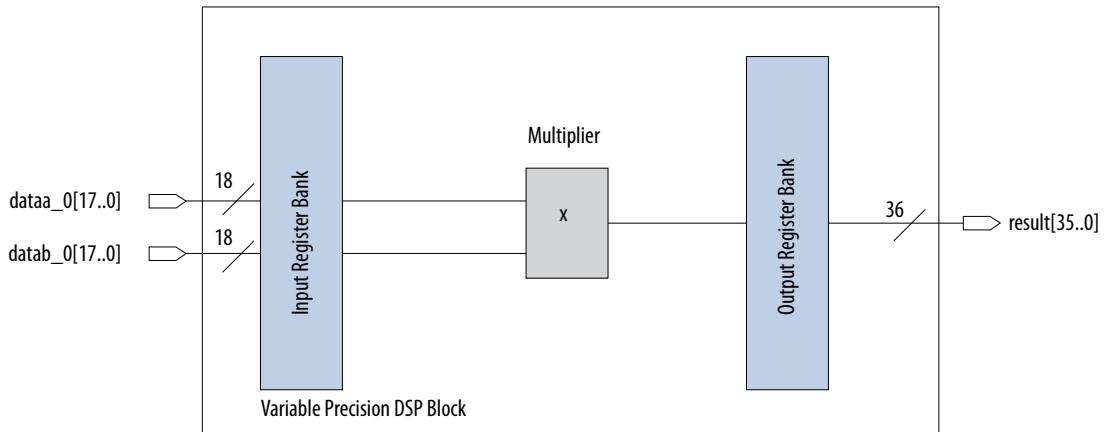 Multiplier
18
dataa_0[17..0]
x
36
result[35..0]
18
datab_0[17..0]
Input Register Bank
Output Register Bank
Variable Precision DSP Block